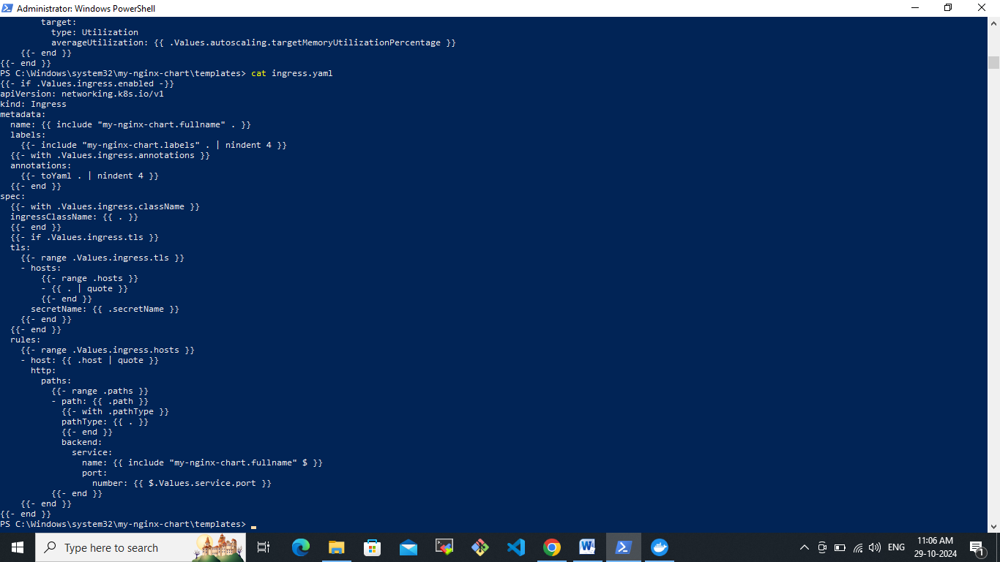 Administrator: Windows PowerShell
        target:
          type: Utilization
          averageUtilization: {{ .Values.autoscaling.targetMemoryUtilizationPercentage }}
    {{- end }}
{{- end }}
PS C:\Windows\system32\my-nginx-chart\templates> cat ingress.yaml
{{- if .Values.ingress.enabled -}}
apiVersion: networking.k8s.io/v1
kind: Ingress
metadata:
  name: {{ include "my-nginx-chart.fullname" . }}
  labels:
    {{- include "my-nginx-chart.labels" . | nindent 4 }}
  {{- with .Values.ingress.annotations }}
  annotations:
    {{- toYaml . | nindent 4 }}
  {{- end }}
spec:
  {{- with .Values.ingress.className }}
  ingressClassName: {{ . }}
  {{- end }}
  {{- if .Values.ingress.tls }}
  tls:
    {{- range .Values.ingress.tls }}
    - hosts:
        {{- range .hosts }}
        - {{ . | quote }}
        {{- end }}
      secretName: {{ .secretName }}
    {{- end }}
  {{- end }}
  rules:
    {{- range .Values.ingress.hosts }}
    - host: {{ .host | quote }}
      http:
        paths:
          {{- range .paths }}
          - path: {{ .path }}
            {{- with .pathType }}
            pathType: {{ . }}
            {{- end }}
            backend:
              service:
                name: {{ include "my-nginx-chart.fullname" $ }}
                port:
                  number: {{ $.Values.service.port }}
          {{- end }}
    {{- end }}
{{- end }}
PS C:\Windows\system32\my-nginx-chart\templates>
Type here to search
ENG
11:06 AM
29-10-2024
1